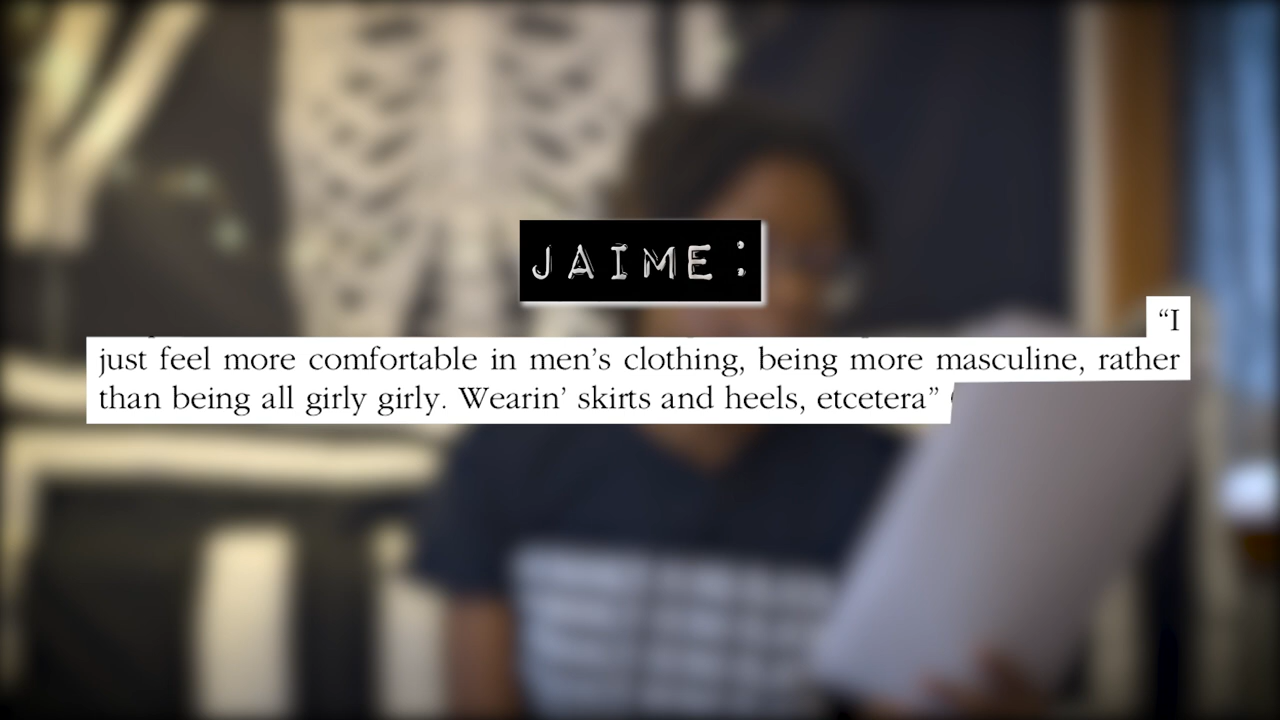 JAIME:
“I
just feel more comfortable in men’s clothing, being more masculine, rather
than being all girly girly. Wearin’ skirts and heels, etcetera”